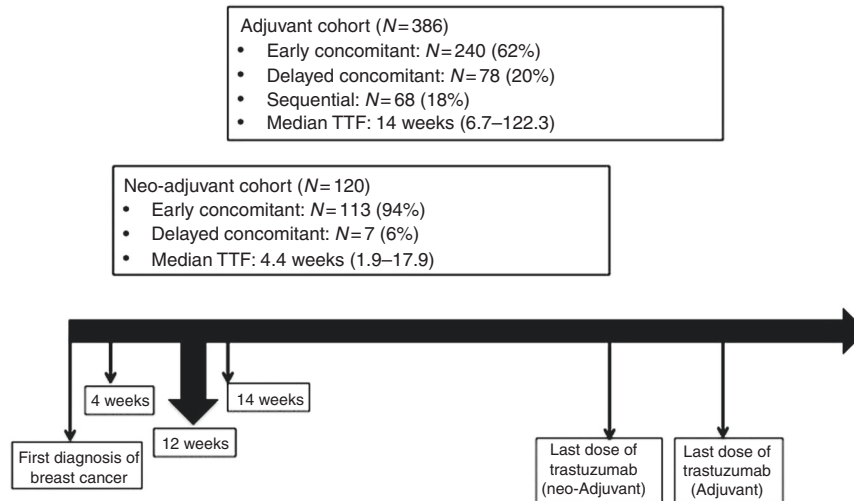 Adjuvant cohort (N=386)
• Early concomitant: N=240 (62%)
• Delayed concomitant: N=78 (20%)
• Sequential: N=68 (18%)
• Median TTF: 14 weeks (6.7–122.3)
Neo-adjuvant cohort (N=120)
• Early concomitant: N=113 (94%)
• Delayed concomitant: N=7 (6%)
• Median TTF: 4.4 weeks (1.9–17.9)
4 weeks
14 weeks
12 weeks
First diagnosis of
breast cancer
Last dose of
trastuzumab
(neo-Adjuvant)
Last dose of
trastuzumab
(Adjuvant)